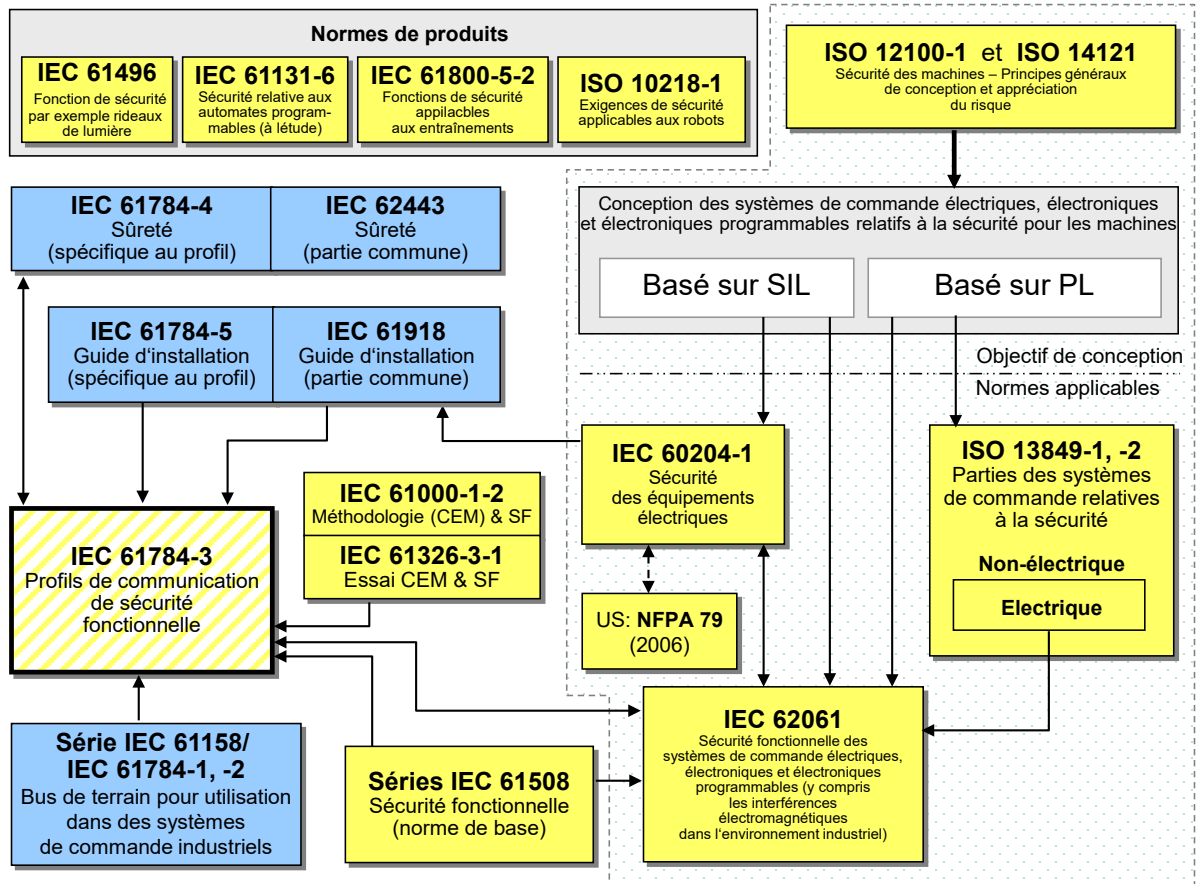 Normes de produits
IEC 61496
Fonction de sécurité
par exemple rideaux
de lumière
IEC 61131-6
Sécurité relative aux
automates program-
mables (à létude)
IEC 61800-5-2
Fonctions de sécurité
appilacbles
aux entraînements
ISO 10218-1
Exigences de sécurité
applicables aux robots
ISO 12100-1 et ISO 14121
Sécurité des machines – Principes généraux
de conception et appréciation
du risque
IEC 61784-4
Sûreté
(spécifique au profil)
IEC 62443
Sûreté
(partie commune)
Conception des systèmes de commande électriques, électroniques
et électroniques programmables relatifs à la sécurité pour les machines
Basé sur SIL
Basé sur PL
IEC 61784-5
Guide d‘installation
(spécifique au profil)
IEC 61918
Guide d‘installation
(partie commune)
Objectif de conception
Normes applicables
IEC 60204-1
Sécurité
des équipements
électriques
ISO 13849-1, -2
Parties des systèmes
de commande relatives
à la sécurité
Non-électrique
Electrique
IEC 61000-1-2
Méthodologie (CEM) & SF
IEC 61326-3-1
Essai CEM & SF
IEC 61784-3
Profils de communication
de sécurité
fonctionnelle
US: NFPA 79
(2006)
Série IEC 61158/
IEC 61784-1, -2
Bus de terrain pour utilisation
dans des systèmes
de commande industriels
Séries IEC 61508
Sécurité fonctionnelle
(norme de base)
IEC 62061
Sécurité fonctionnelle des
systèmes de commande électriques,
électroniques et électroniques
programmables (y compris
les interférences
électromagnétiques
dans l‘environnement industriel)